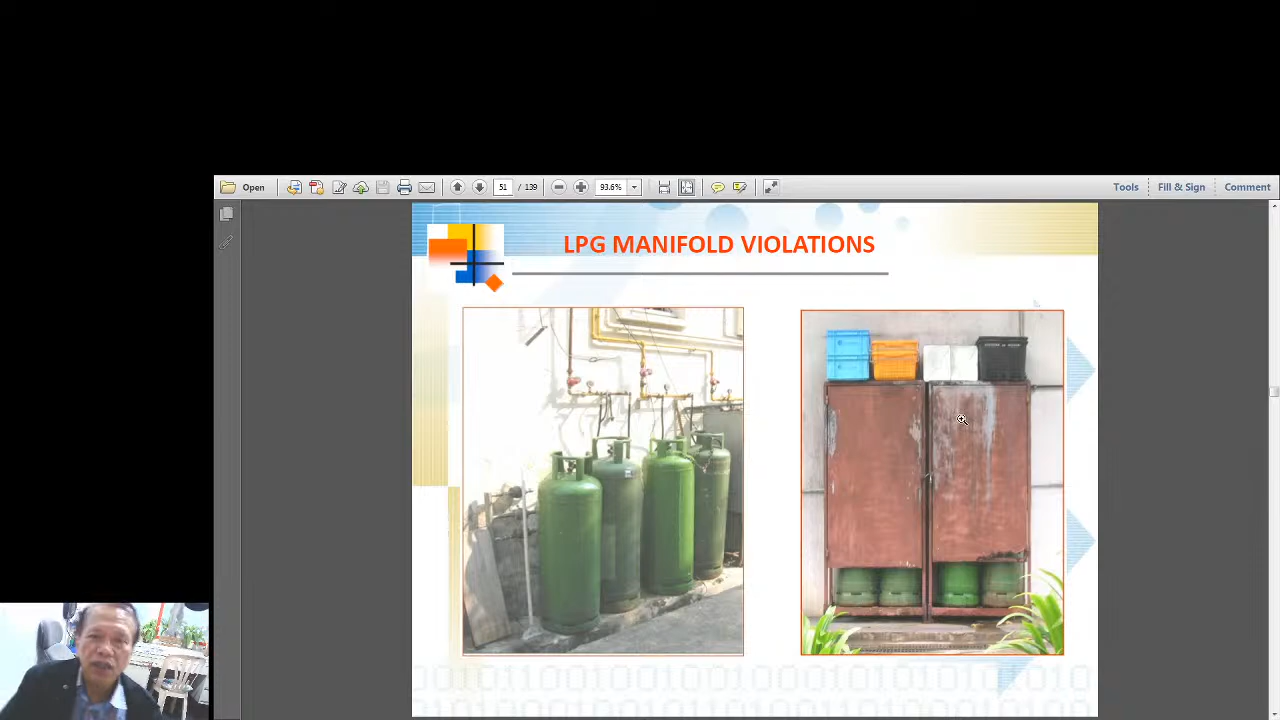 Open
51 / 139
93.6%
Tools
Fill & Sign
Comment
LPG MANIFOLD VIOLATIONS